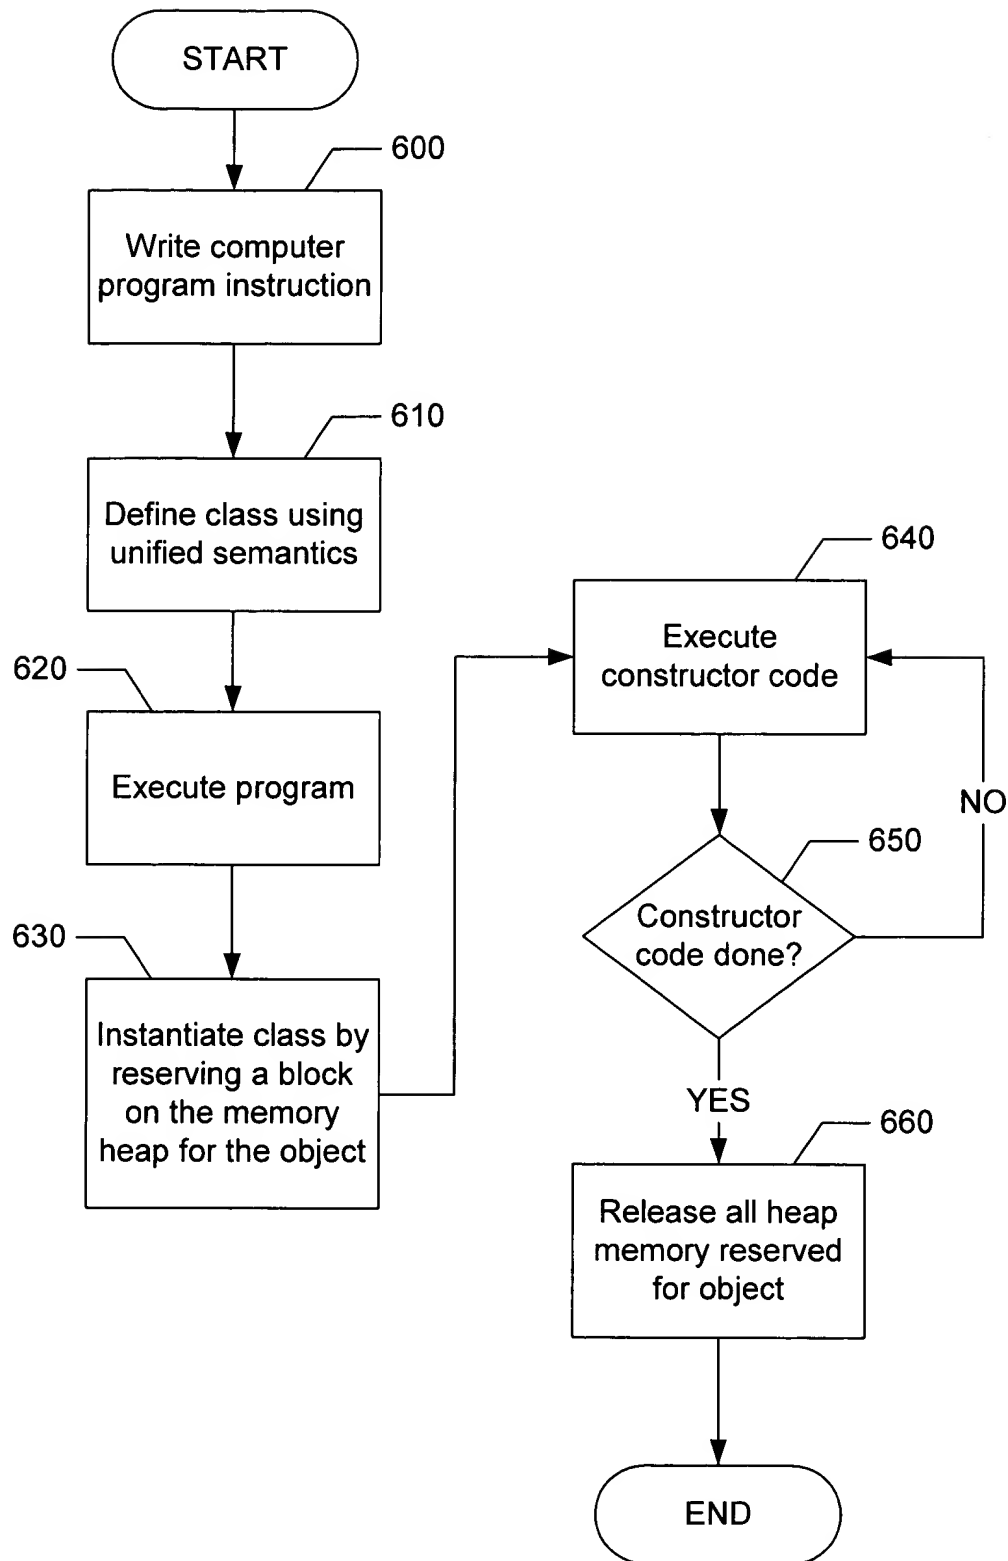 START
600
Write computer
program instruction
610
Define class using
unified semantics
620
Execute program
630
Instantiate class by
reserving a block
on the memory
heap for the object
640
Execute
constructor code
NO
650
Constructor
code done?
YES
660
Release all heap
memory reserved
for object
END